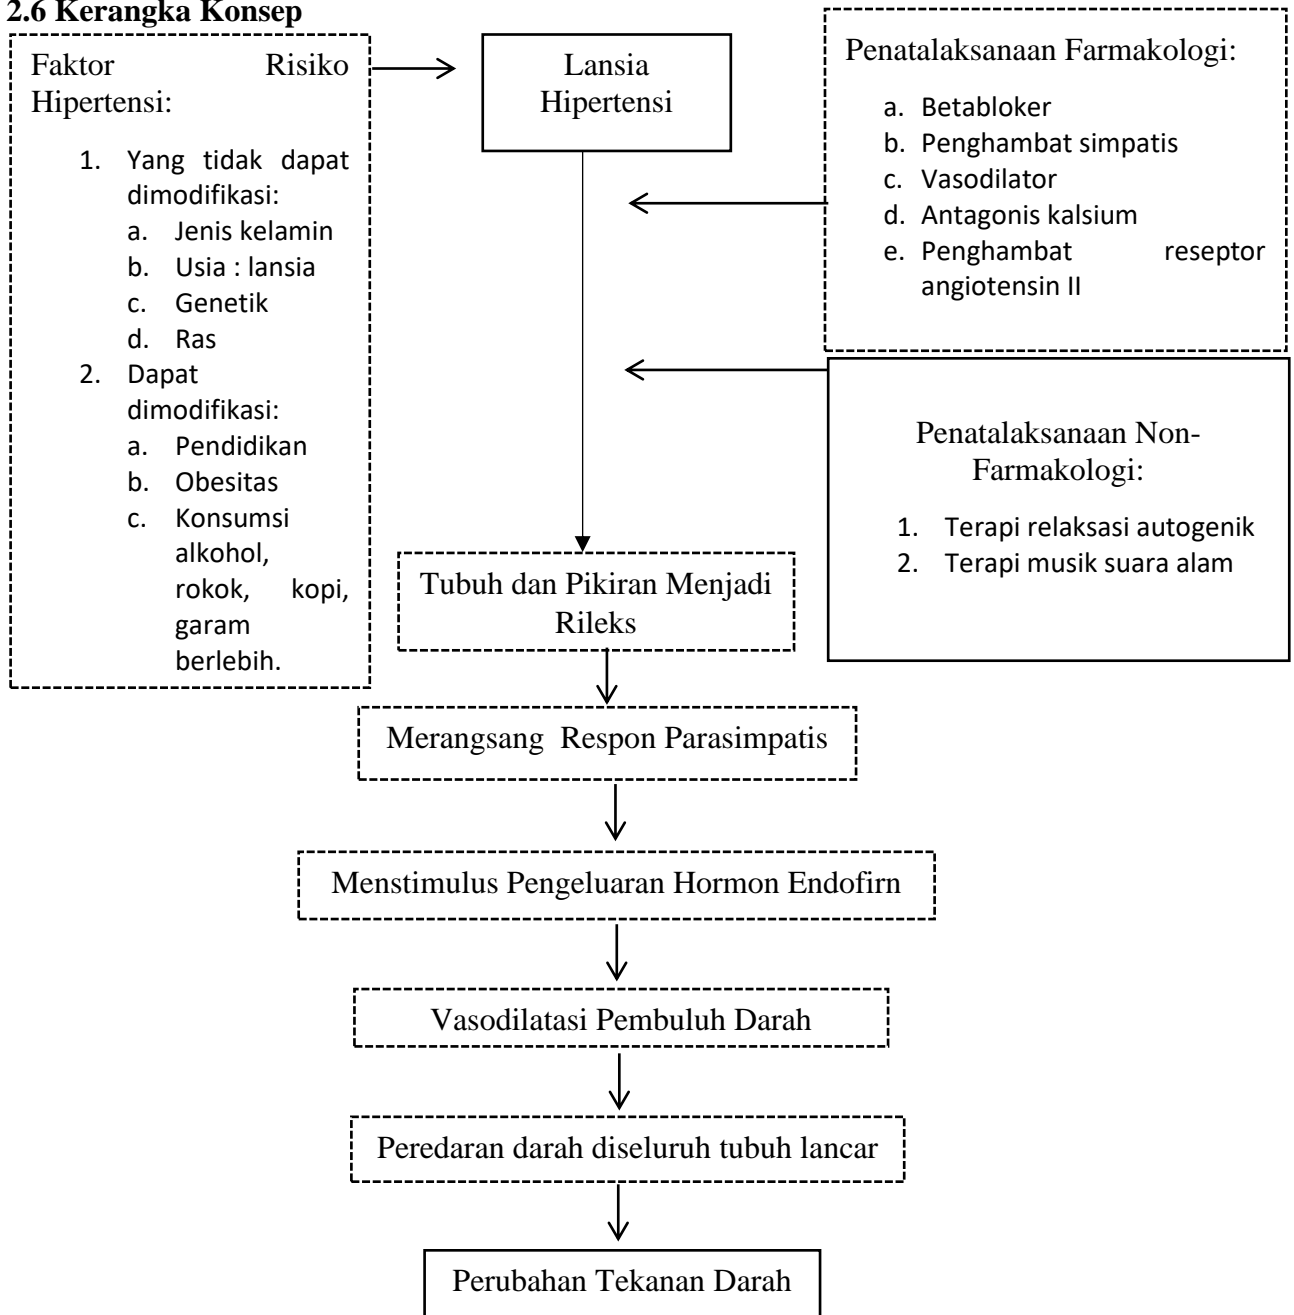 2.6 Kerangka Konsep
Faktor Risiko
Hipertensi:
1. Yang tidak dapat
dimodifikasi:
a. Jenis kelamin
b. Usia : lansia
c. Genetik
d. Ras
2. Dapat
dimodifikasi:
a. Pendidikan
b. Obesitas
c. Konsumsi
alkohol,
rokok, kopi,
garam
berlebih.
Lansia
Hipertensi
Penatalaksanaan Farmakologi:
a. Betabloker
b. Penghambat simpatis
c. Vasodilator
d. Antagonis kalsium
e. Penghambat reseptor
angiotensin II
Penatalaksanaan Non-
Farmakologi:
1. Terapi relaksasi autogenik
2. Terapi musik suara alam
Tubuh dan Pikiran Menjadi
Rileks
Merangsang Respon Parasimpatis
Menstimulus Pengeluaran Hormon Endofirn
Vasodilatasi Pembuluh Darah
Peredaran darah diseluruh tubuh lancar
Perubahan Tekanan Darah